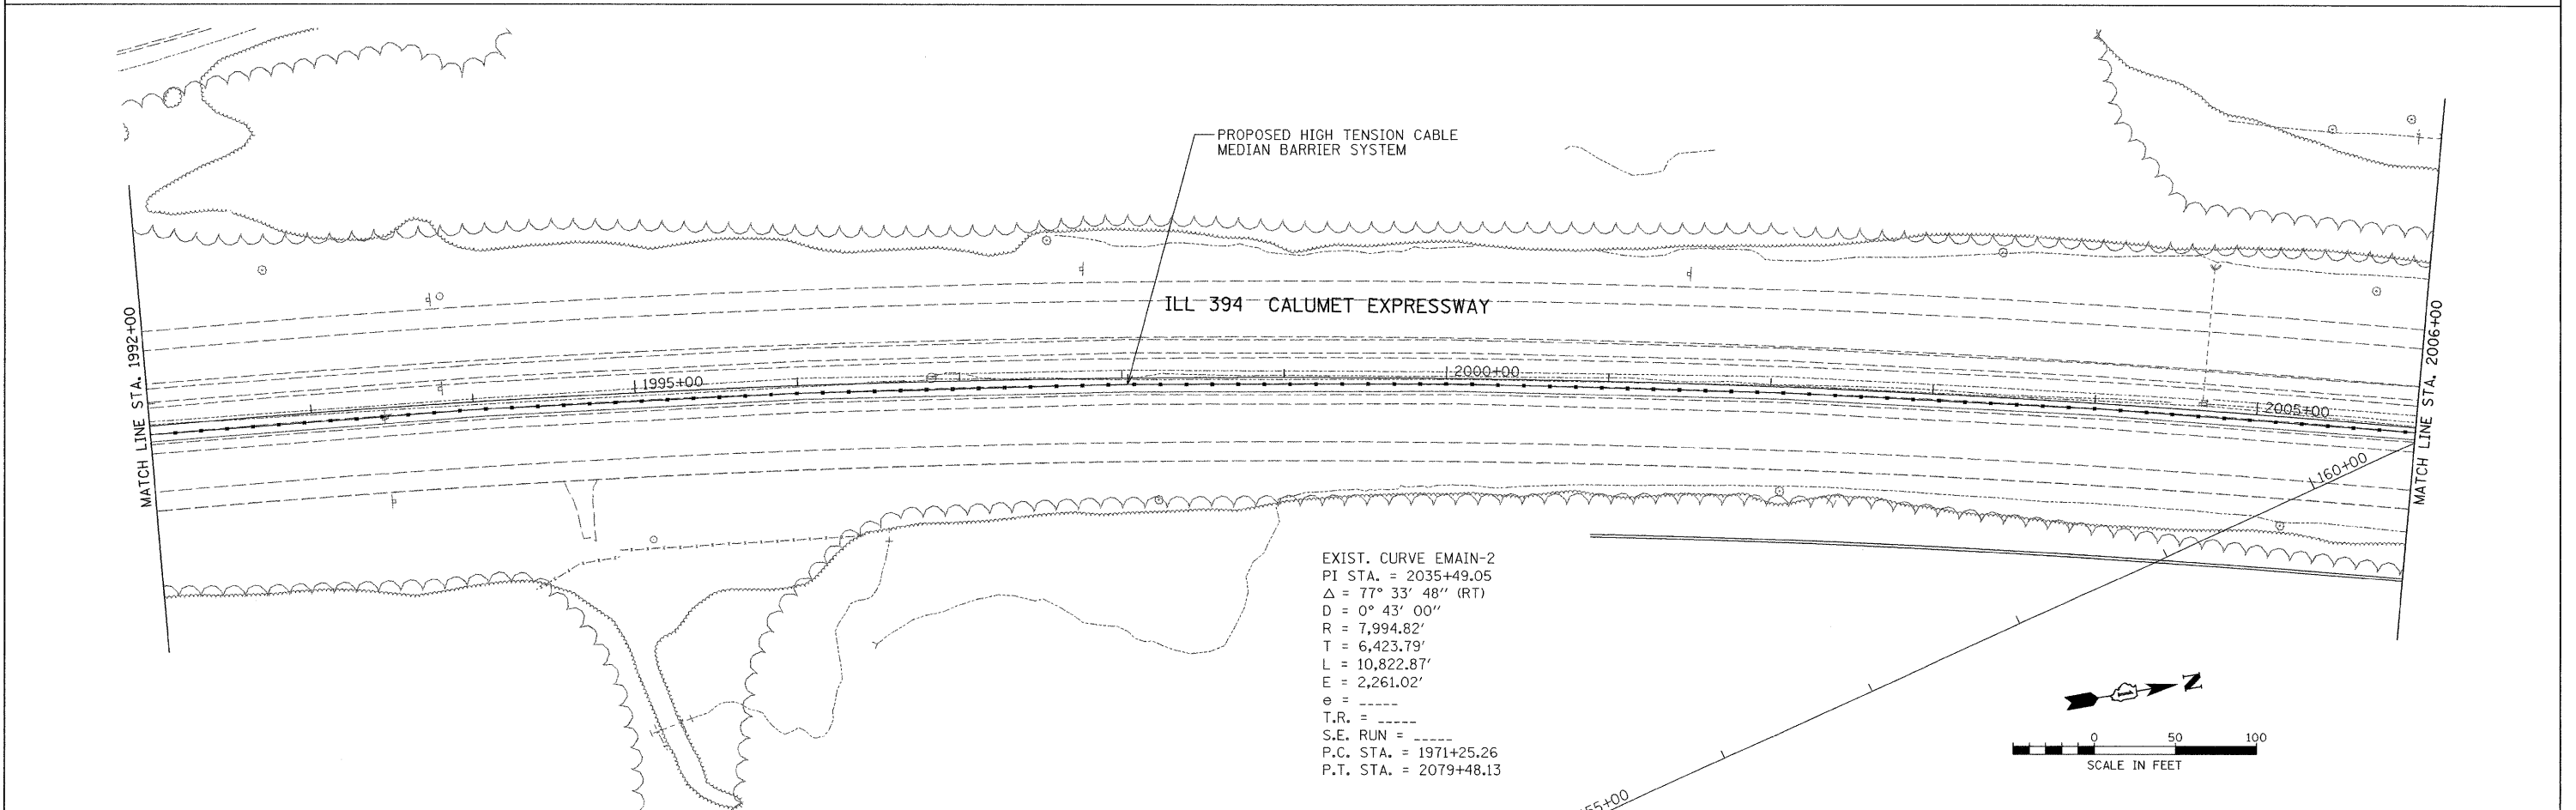 PROPOSED HIGH TENSION CABLE
MEDIAN BARRIER SYSTEM
ILL 394 CALUMET EXPRESSWAY
MATCH LINE STA. 1992+00
1995+00
2000+00
2005+00
MATCH LINE STA. 2006+00
160+00
EXIST. CURVE EMAIN-2
PI STA. = 2035+49.05
Δ = 77° 33' 48" (RT)
D = 0° 43' 00"
R = 7,994.82'
T = 6,423.79'
L = 10,822.87'
E = 2,261.02'
e = _____
T.R. = _____
S.E. RUN = _____
P.C. STA. = 1971+25.26
P.T. STA. = 2079+48.13
N
0 50 100
SCALE IN FEET
55+00